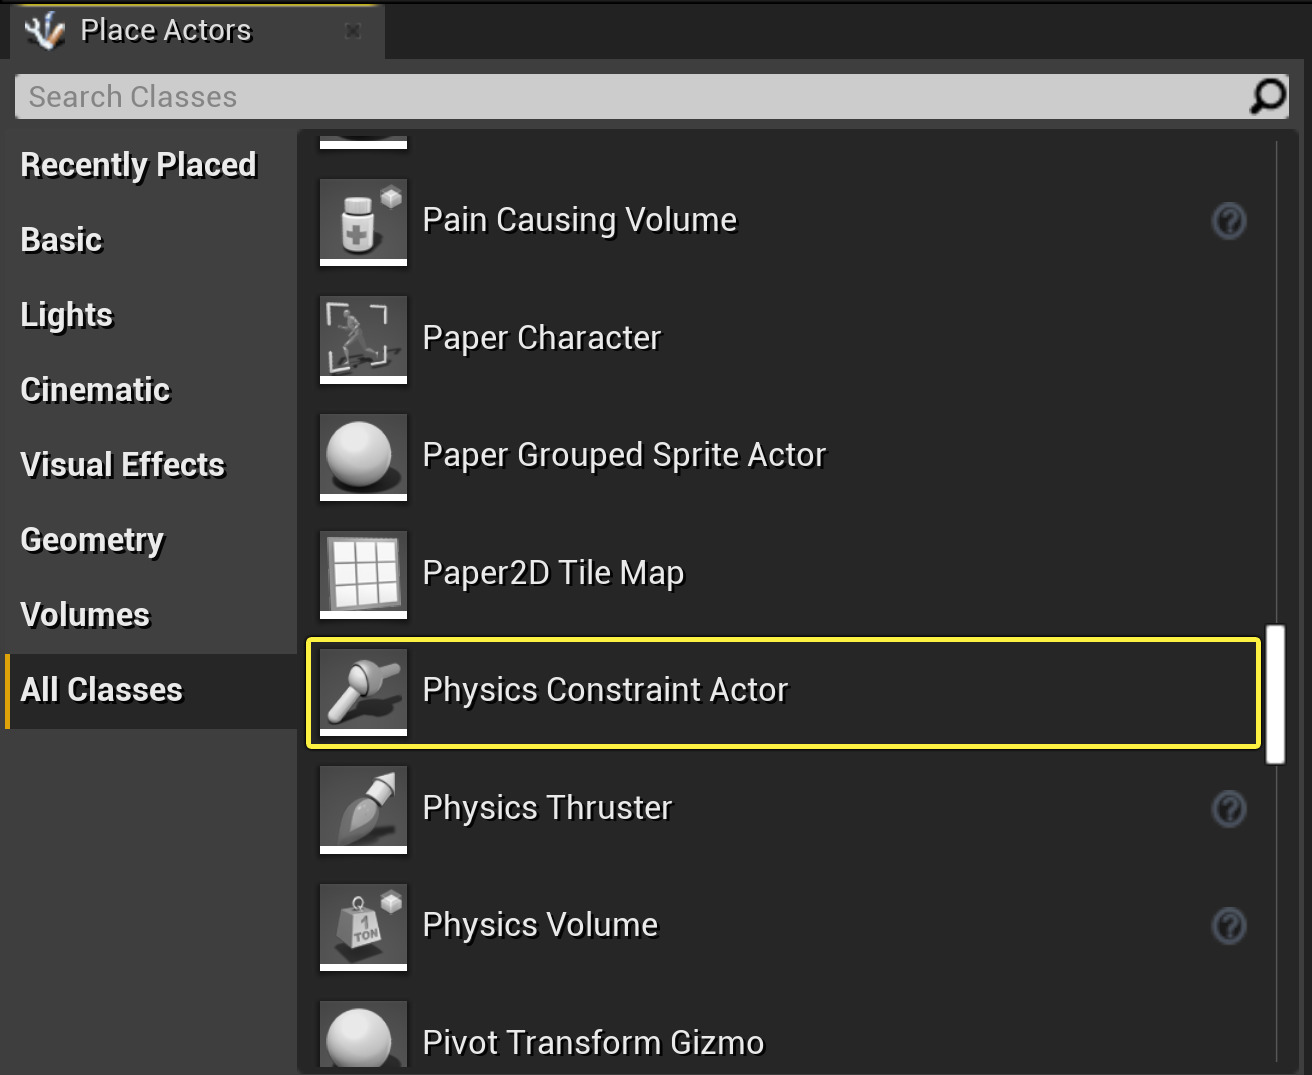 Place Actors
Search Classes
Recently Placed
Basic
Lights
Cinematic
Visual Effects
Geometry
Volumes
All Classes
Pain Causing Volume
?
Paper Character
Paper Grouped Sprite Actor
Paper2D Tile Map
Physics Constraint Actor
Physics Thruster
?
1
TON
Physics Volume
?
Pivot Transform Gizmo